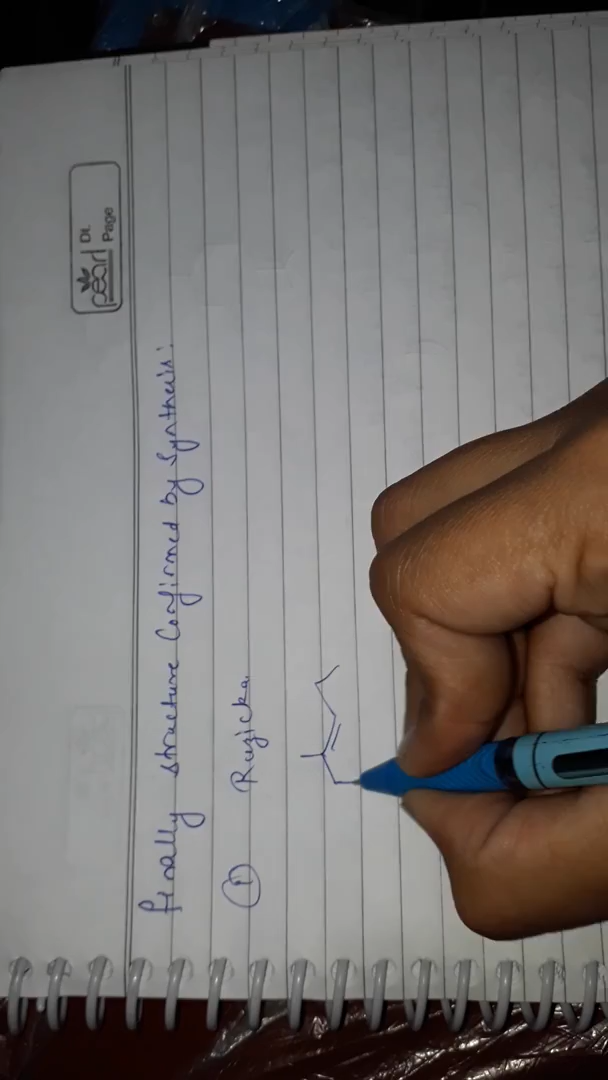 pearl Dt.
Page
finally structure Confirmed by Synthesis:
① Ruzicka